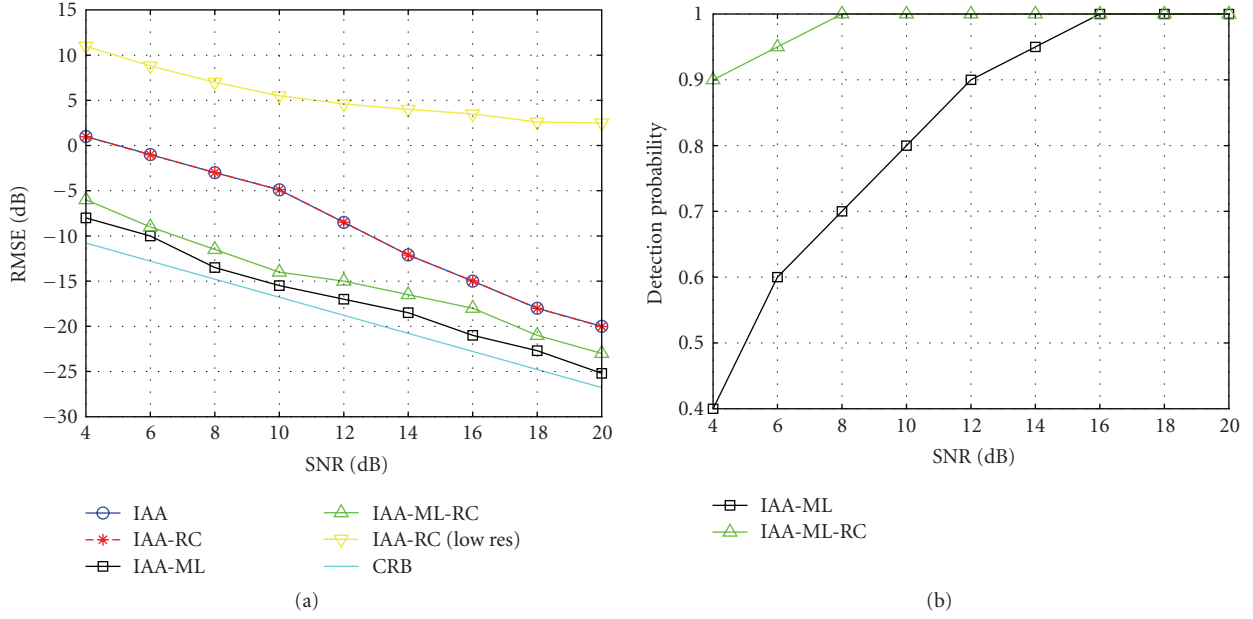 15
10
5
0
−5
−10
−15
−20
−25
−30
RMSE (dB)
4 6 8 10 12 14 16 18 20
SNR (dB)
IAA
IAA-RC
IAA-ML
IAA-ML-RC
IAA-RC (low res)
CRB
(a)
1
0.9
0.8
0.7
0.6
0.5
0.4
Detection probability
4 6 8 10 12 14 16 18 20
SNR (dB)
IAA-ML
IAA-ML-RC
(b)